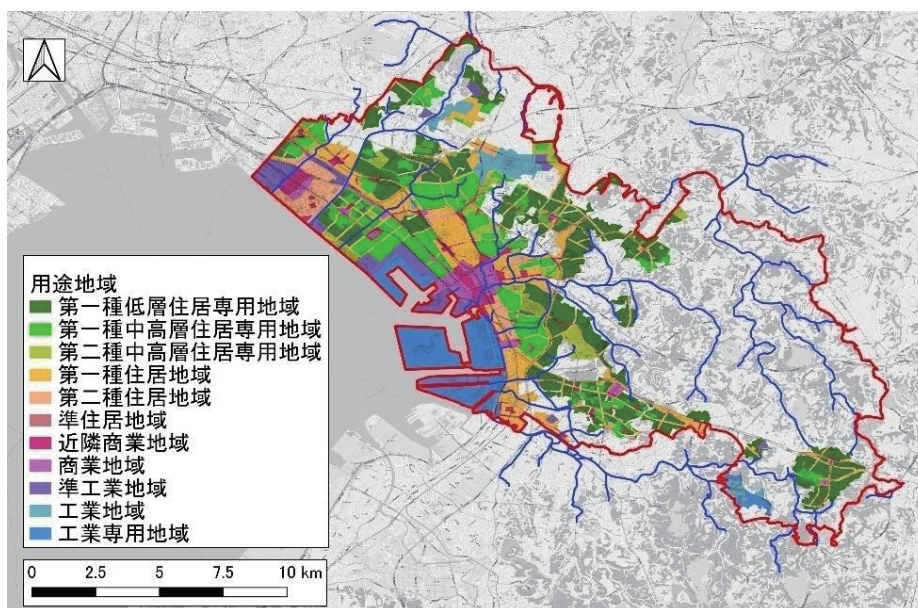 用途地域
第一種低層住居専用地域
第一種中高層住居専用地域
第二種中高層住居専用地域
第一種住居地域
第二種住居地域
準住居地域
近隣商業地域
商業地域
準工業地域
工業地域
工業専用地域
0 2.5 5 7.5 10 km